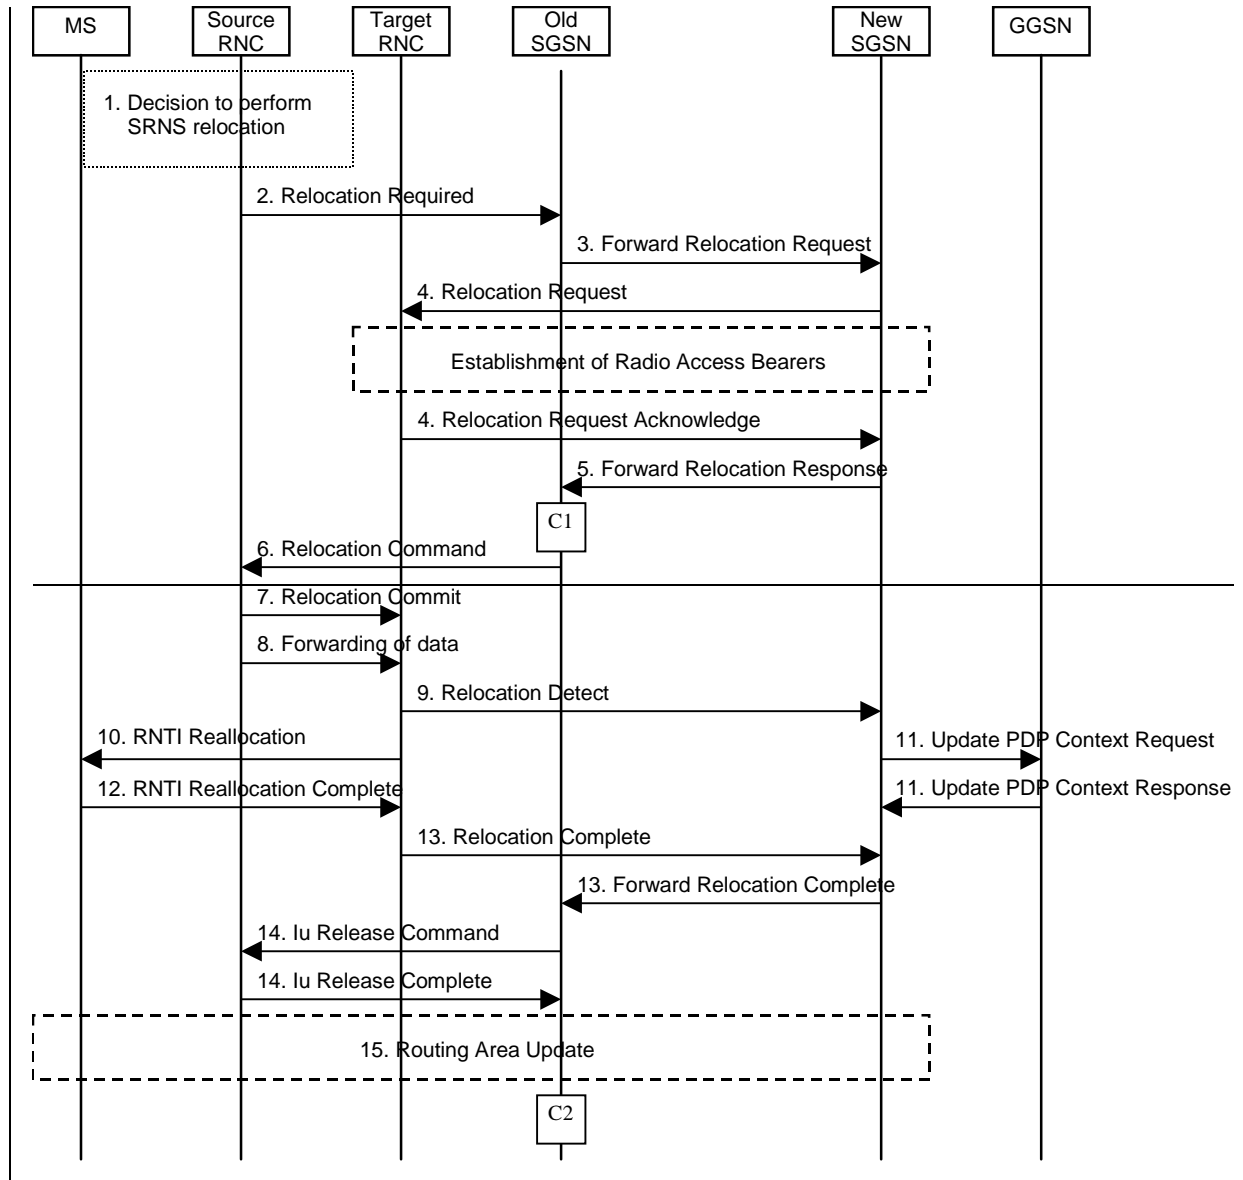 MS
Source
RNC
Target
RNC
Old
SGSN
New
SGSN
GGSN
1. Decision to perform
SRNS relocation
2. Relocation Required
3. Forward Relocation Request
4. Relocation Request
Establishment of Radio Access Bearers
4. Relocation Request Acknowledge
5. Forward Relocation Response
C1
6. Relocation Command
7. Relocation Commit
8. Forwarding of data
9. Relocation Detect
10. RNTI Reallocation
11. Update PDP Context Request
12. RNTI Reallocation Complete
11. Update PDP Context Response
13. Relocation Complete
13. Forward Relocation Complete
14. Iu Release Command
14. Iu Release Complete
15. Routing Area Update
C2